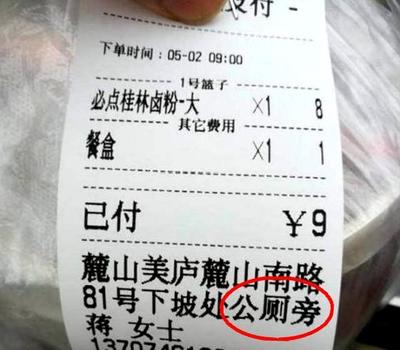 付 -
下单时间：05-02 09:00
1号篮子
必点桂林卤粉-大 ×1 8
其它费用
餐盒 ×1 1
已付 ￥9
麓山美庐麓山南路
81号下坡处公厕旁
蒋 女士